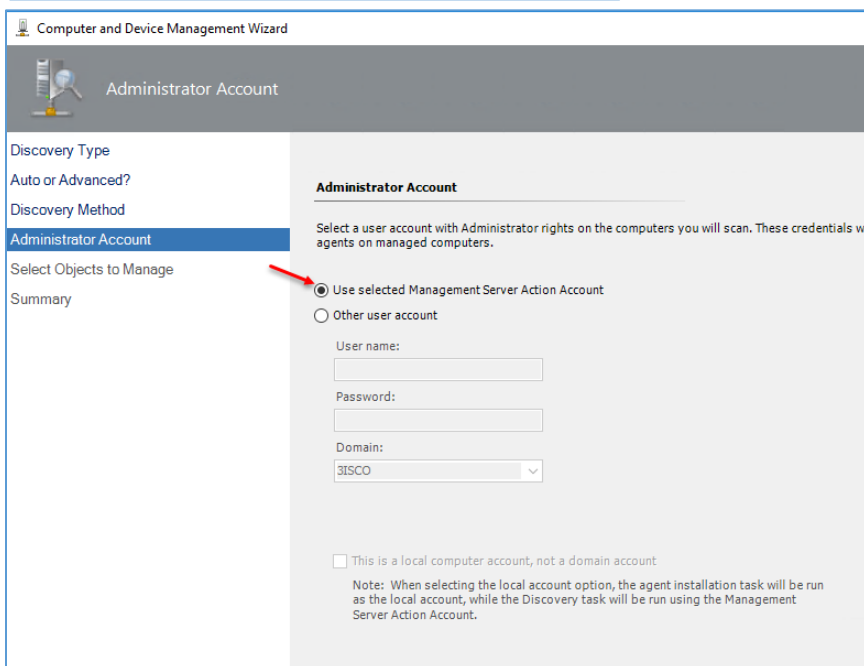 Computer and Device Management Wizard
Administrator Account
Discovery Type
Auto or Advanced?
Discovery Method
Administrator Account
Select Objects to Manage
Summary
Administrator Account
Select a user account with Administrator rights on the computers you will scan. These credentials
agents on managed computers.
Use selected Management Server Action Account
Other user account
User name:
Password:
Domain:
3ISCO
This is a local computer account, not a domain account
Note: When selecting the local account option, the agent installation task will be run
as the local account, while the Discovery task will be run using the Management
Server Action Account.